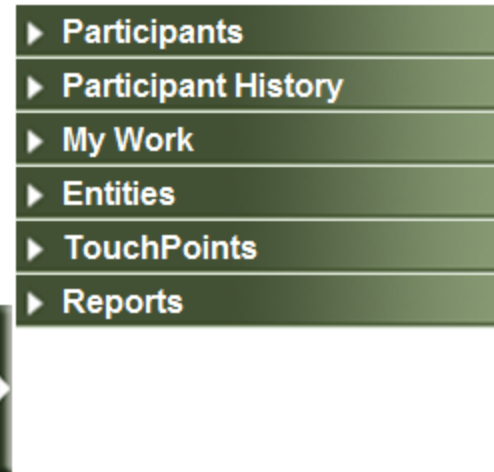 Participants
Participant History
My Work
Entities
TouchPoints
Reports